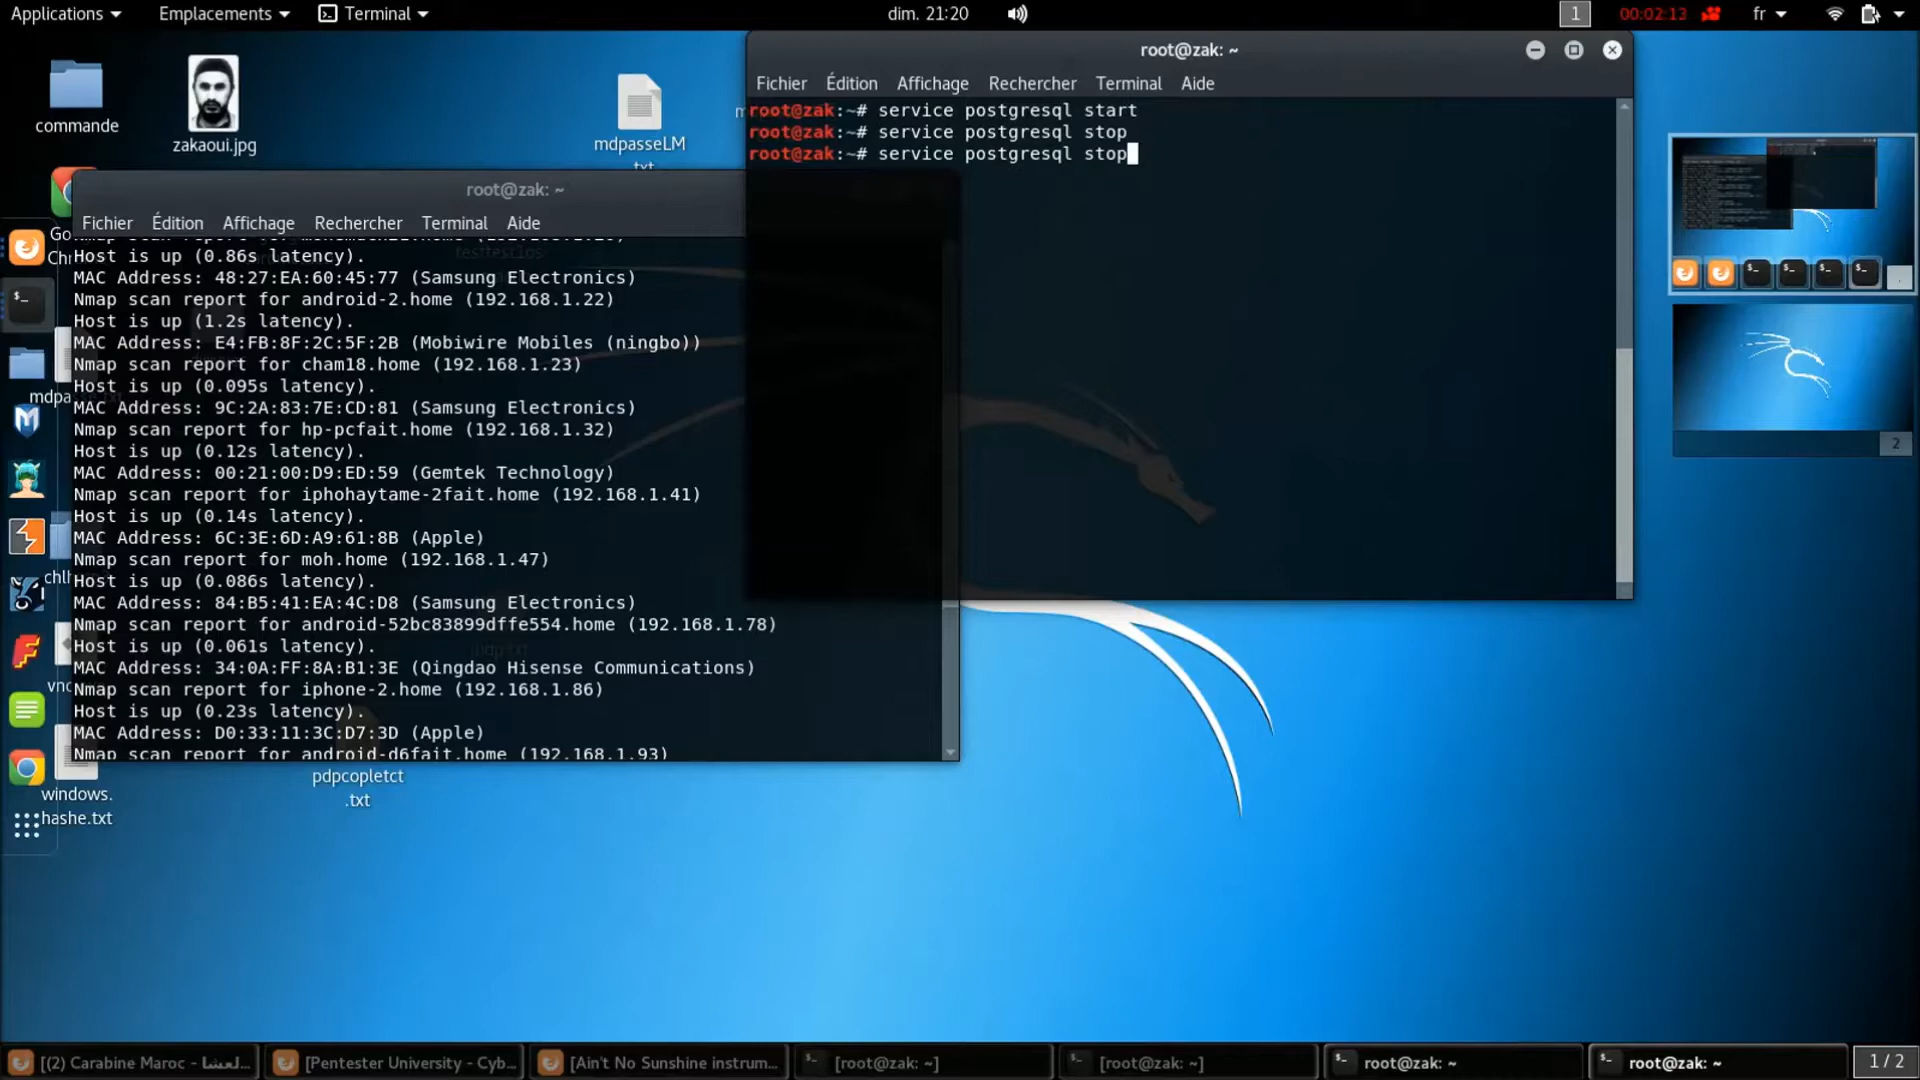 Applications
Emplacements
Terminal
dim. 21:20
1
00:02:13
fr
commande
zakaoui.jpg
mdpasseLM
root@zak: ~
Fichier Édition Affichage Rechercher Terminal Aide
root@zak:~# service postgresql start
root@zak:~# service postgresql stop
root@zak:~# service postgresql stop
root@zak: ~
Fichier Édition Affichage Rechercher Terminal Aide
Host is up (0.86s latency).
MAC Address: 48:27:EA:60:45:77 (Samsung Electronics)
Nmap scan report for android-2.home (192.168.1.22)
Host is up (1.2s latency).
MAC Address: E4:FB:8F:2C:5F:2B (Mobiwire Mobiles (ningbo))
Nmap scan report for cham18.home (192.168.1.23)
Host is up (0.095s latency).
MAC Address: 9C:2A:83:7E:CD:81 (Samsung Electronics)
Nmap scan report for hp-pcfait.home (192.168.1.32)
Host is up (0.12s latency).
MAC Address: 00:21:00:D9:ED:59 (Gemtek Technology)
Nmap scan report for iphohaytame-2fait.home (192.168.1.41)
Host is up (0.14s latency).
MAC Address: 6C:3E:6D:A9:61:8B (Apple)
Nmap scan report for moh.home (192.168.1.47)
Host is up (0.086s latency).
MAC Address: 84:B5:41:EA:4C:D8 (Samsung Electronics)
Nmap scan report for android-52bc83899dffe554.home (192.168.1.78)
Host is up (0.061s latency).
MAC Address: 34:0A:FF:8A:B1:3E (Qingdao Hisense Communications)
Nmap scan report for iphone-2.home (192.168.1.86)
Host is up (0.23s latency).
MAC Address: D0:33:11:3C:D7:3D (Apple)
Nmap scan report for android-d6fait.home (192.168.1.93)
pdpcopletct
.txt
windows.
hashe.txt
2
[(2) Carabine Maroc - لعشا...
[Pentester University - Cyb...
[Ain't No Sunshine instrum...
[root@zak: ~]
[root@zak: ~]
root@zak: ~
root@zak: ~
1 / 2